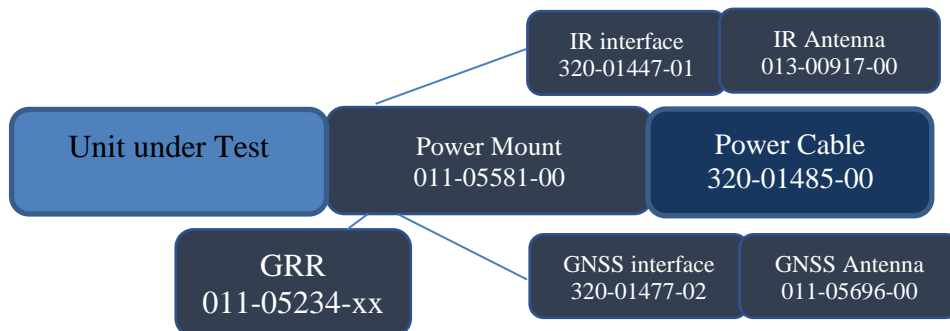 IR interface
320-01447-01
IR Antenna
013-00917-00
Unit under Test
Power Mount
011-05581-00
Power Cable
320-01485-00
GRR
011-05234-xx
GNSS interface
320-01477-02
GNSS Antenna
011-05696-00